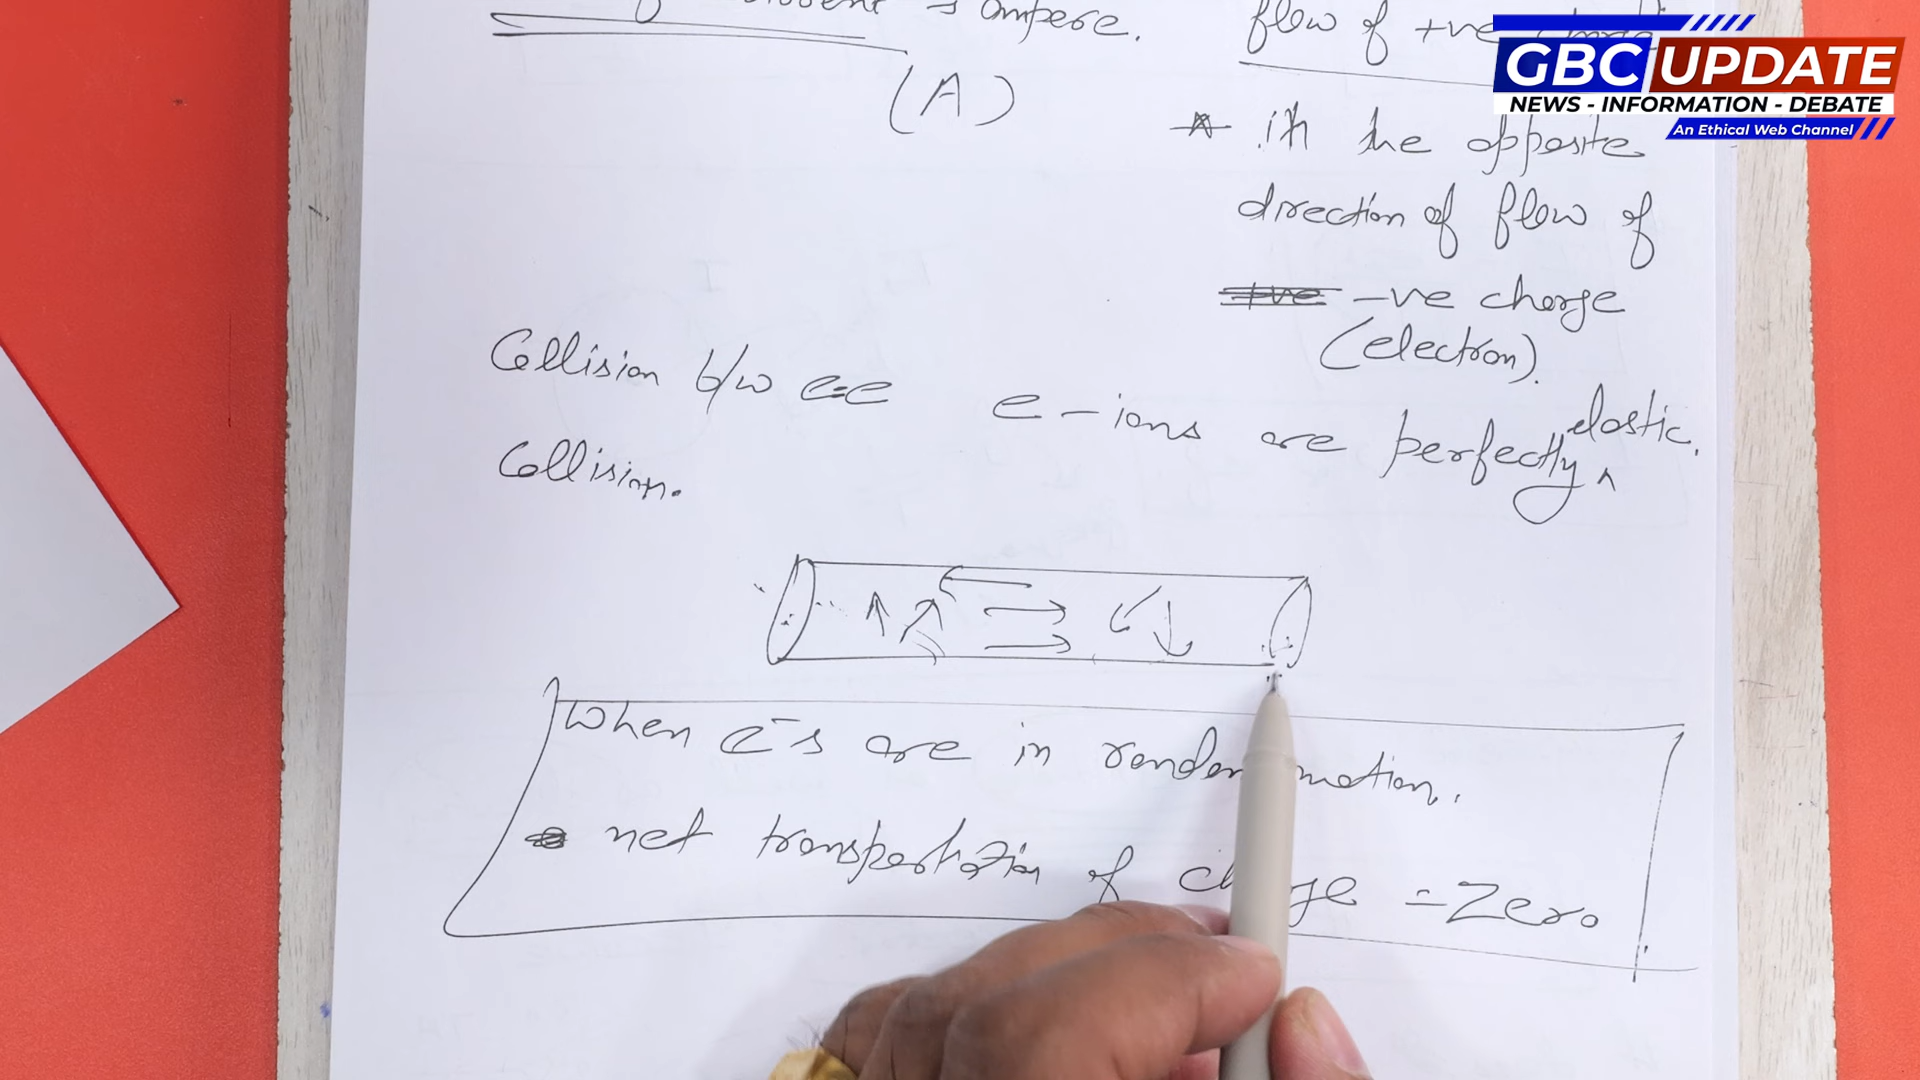 is ampere.
(A)
flow of +ve
in the opposite
direction of flow of
-ve charge
(electron).
Collision b/w e-e
Collision.
e-ions are perfectly elastic.
When e-s are in random motion.
net transportation of charge = Zero
GBC UPDATE
NEWS - INFORMATION - DEBATE
An Ethical Web Channel